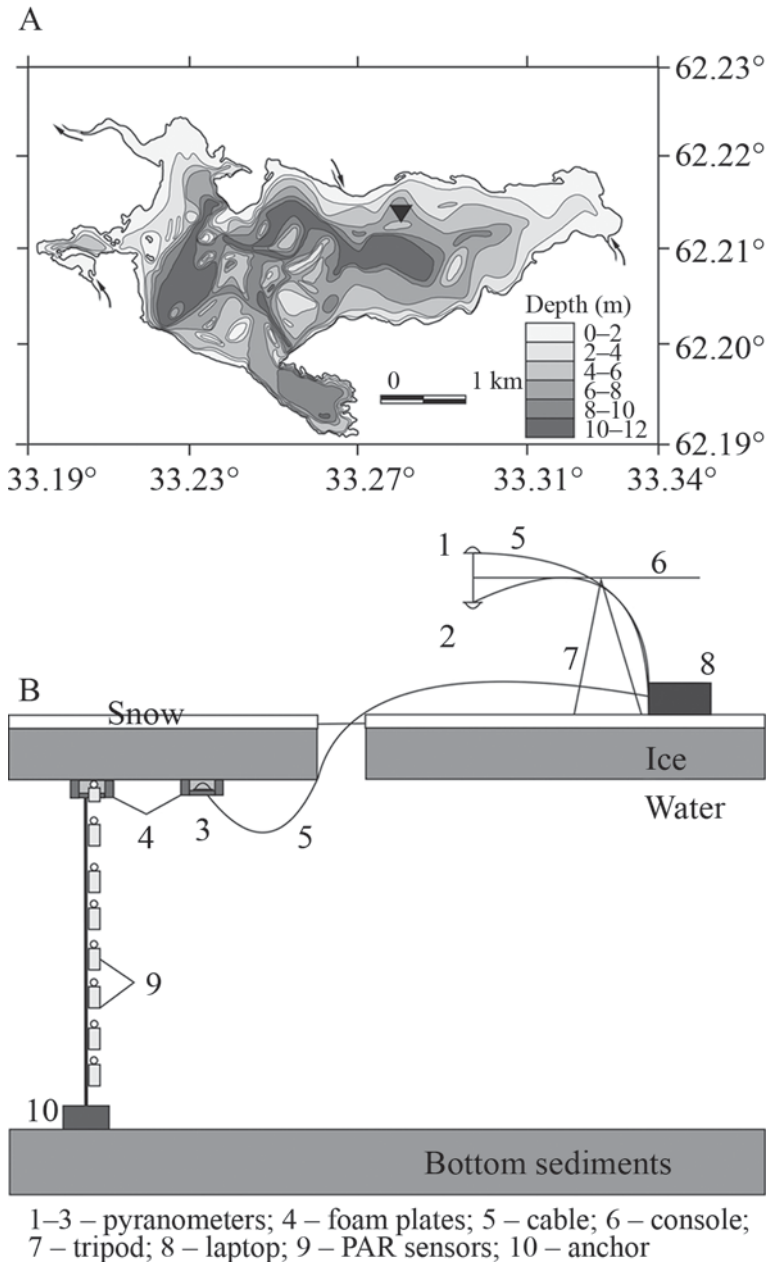 A
62.23°
62.22°
62.21°
62.20°
62.19°
Depth (m)
0–2
2–4
4–6
6–8
8–10
10–12
0 1 km
33.19° 33.23° 33.27° 33.31° 33.34°
1 5
6
2
7 8
B
Snow
Ice
Water
4 3 5
9
10
Bottom sediments
1–3 – pyranometers; 4 – foam plates; 5 – cable; 6 – console;
7 – tripod; 8 – laptop; 9 – PAR sensors; 10 – anchor